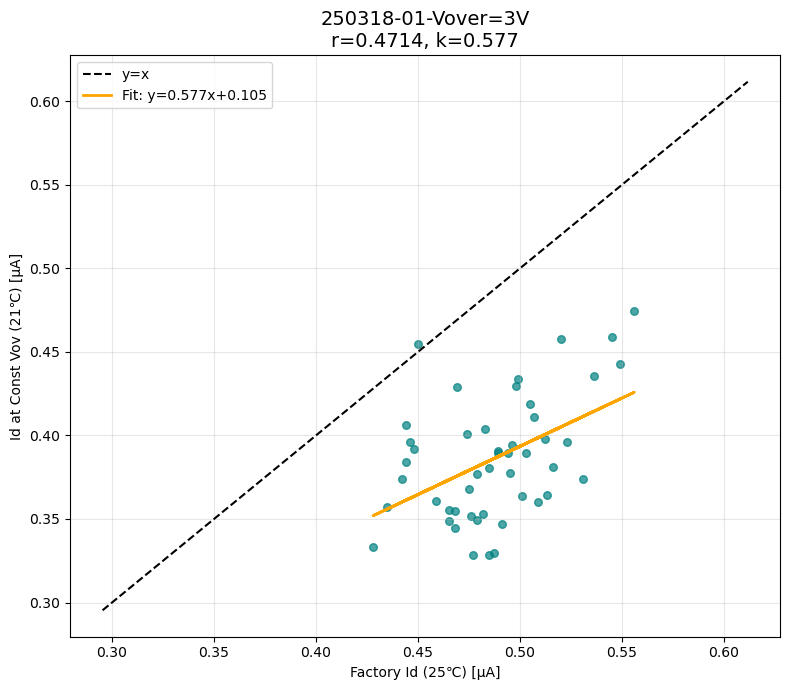 250318-01-Vover=3V
r=0.4714, k=0.577
y=x
Fit: y=0.577x+0.105
Id at Const Vov (21℃) [μA]
0.60
0.55
0.50
0.45
0.40
0.35
0.30
0.30 0.35 0.40 0.45 0.50 0.55 0.60
Factory Id (25℃) [μA]